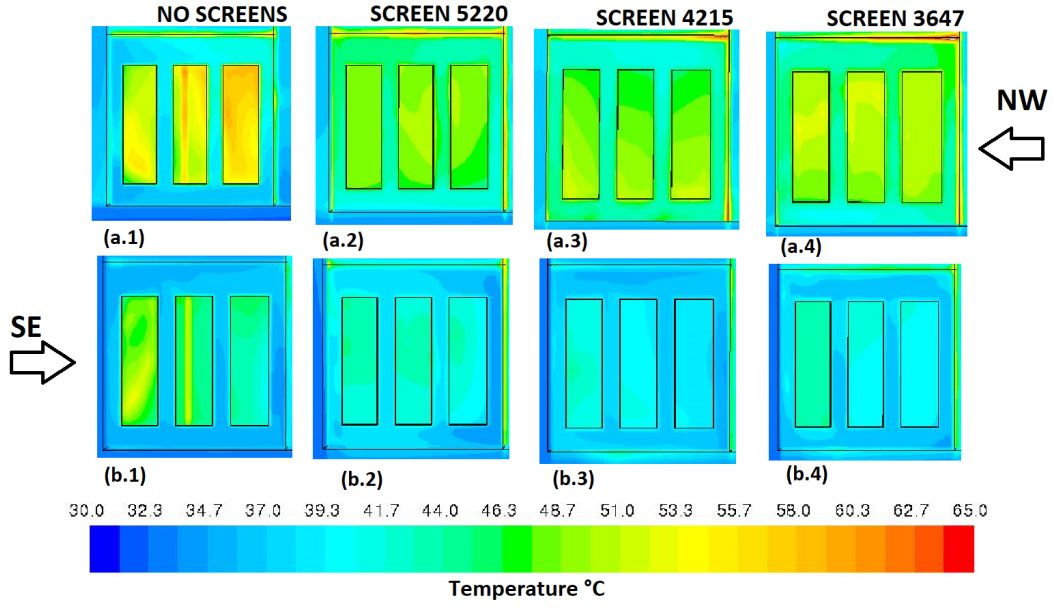 NO SCREENS SCREEN 5220 SCREEN 4215 SCREEN 3647
NW
(a.1) (a.2) (a.3) (a.4)
SE
(b.1) (b.2) (b.3) (b.4)
30.0 32.3 34.7 37.0 39.3 41.7 44.0 46.3 48.7 51.0 53.3 55.7 58.0 60.3 62.7 65.0
Temperature °C